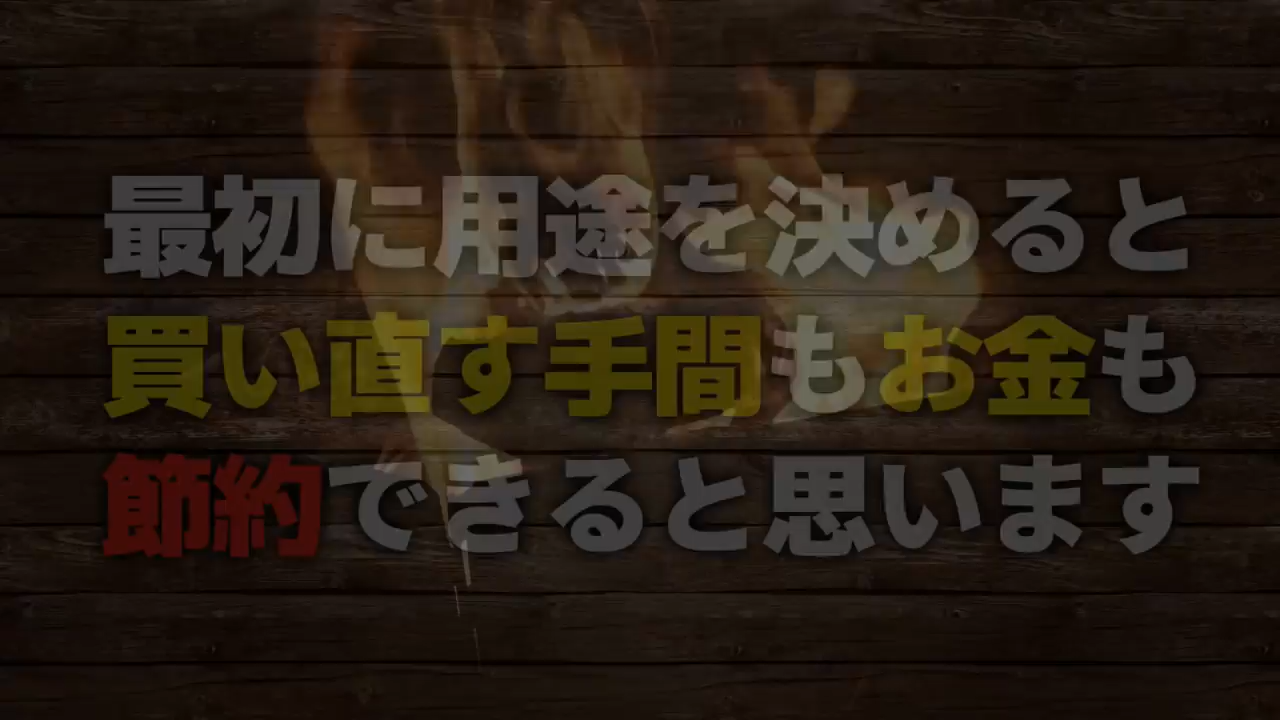 最初に用途を決めると
買い直す手間もお金も
節約できると思います